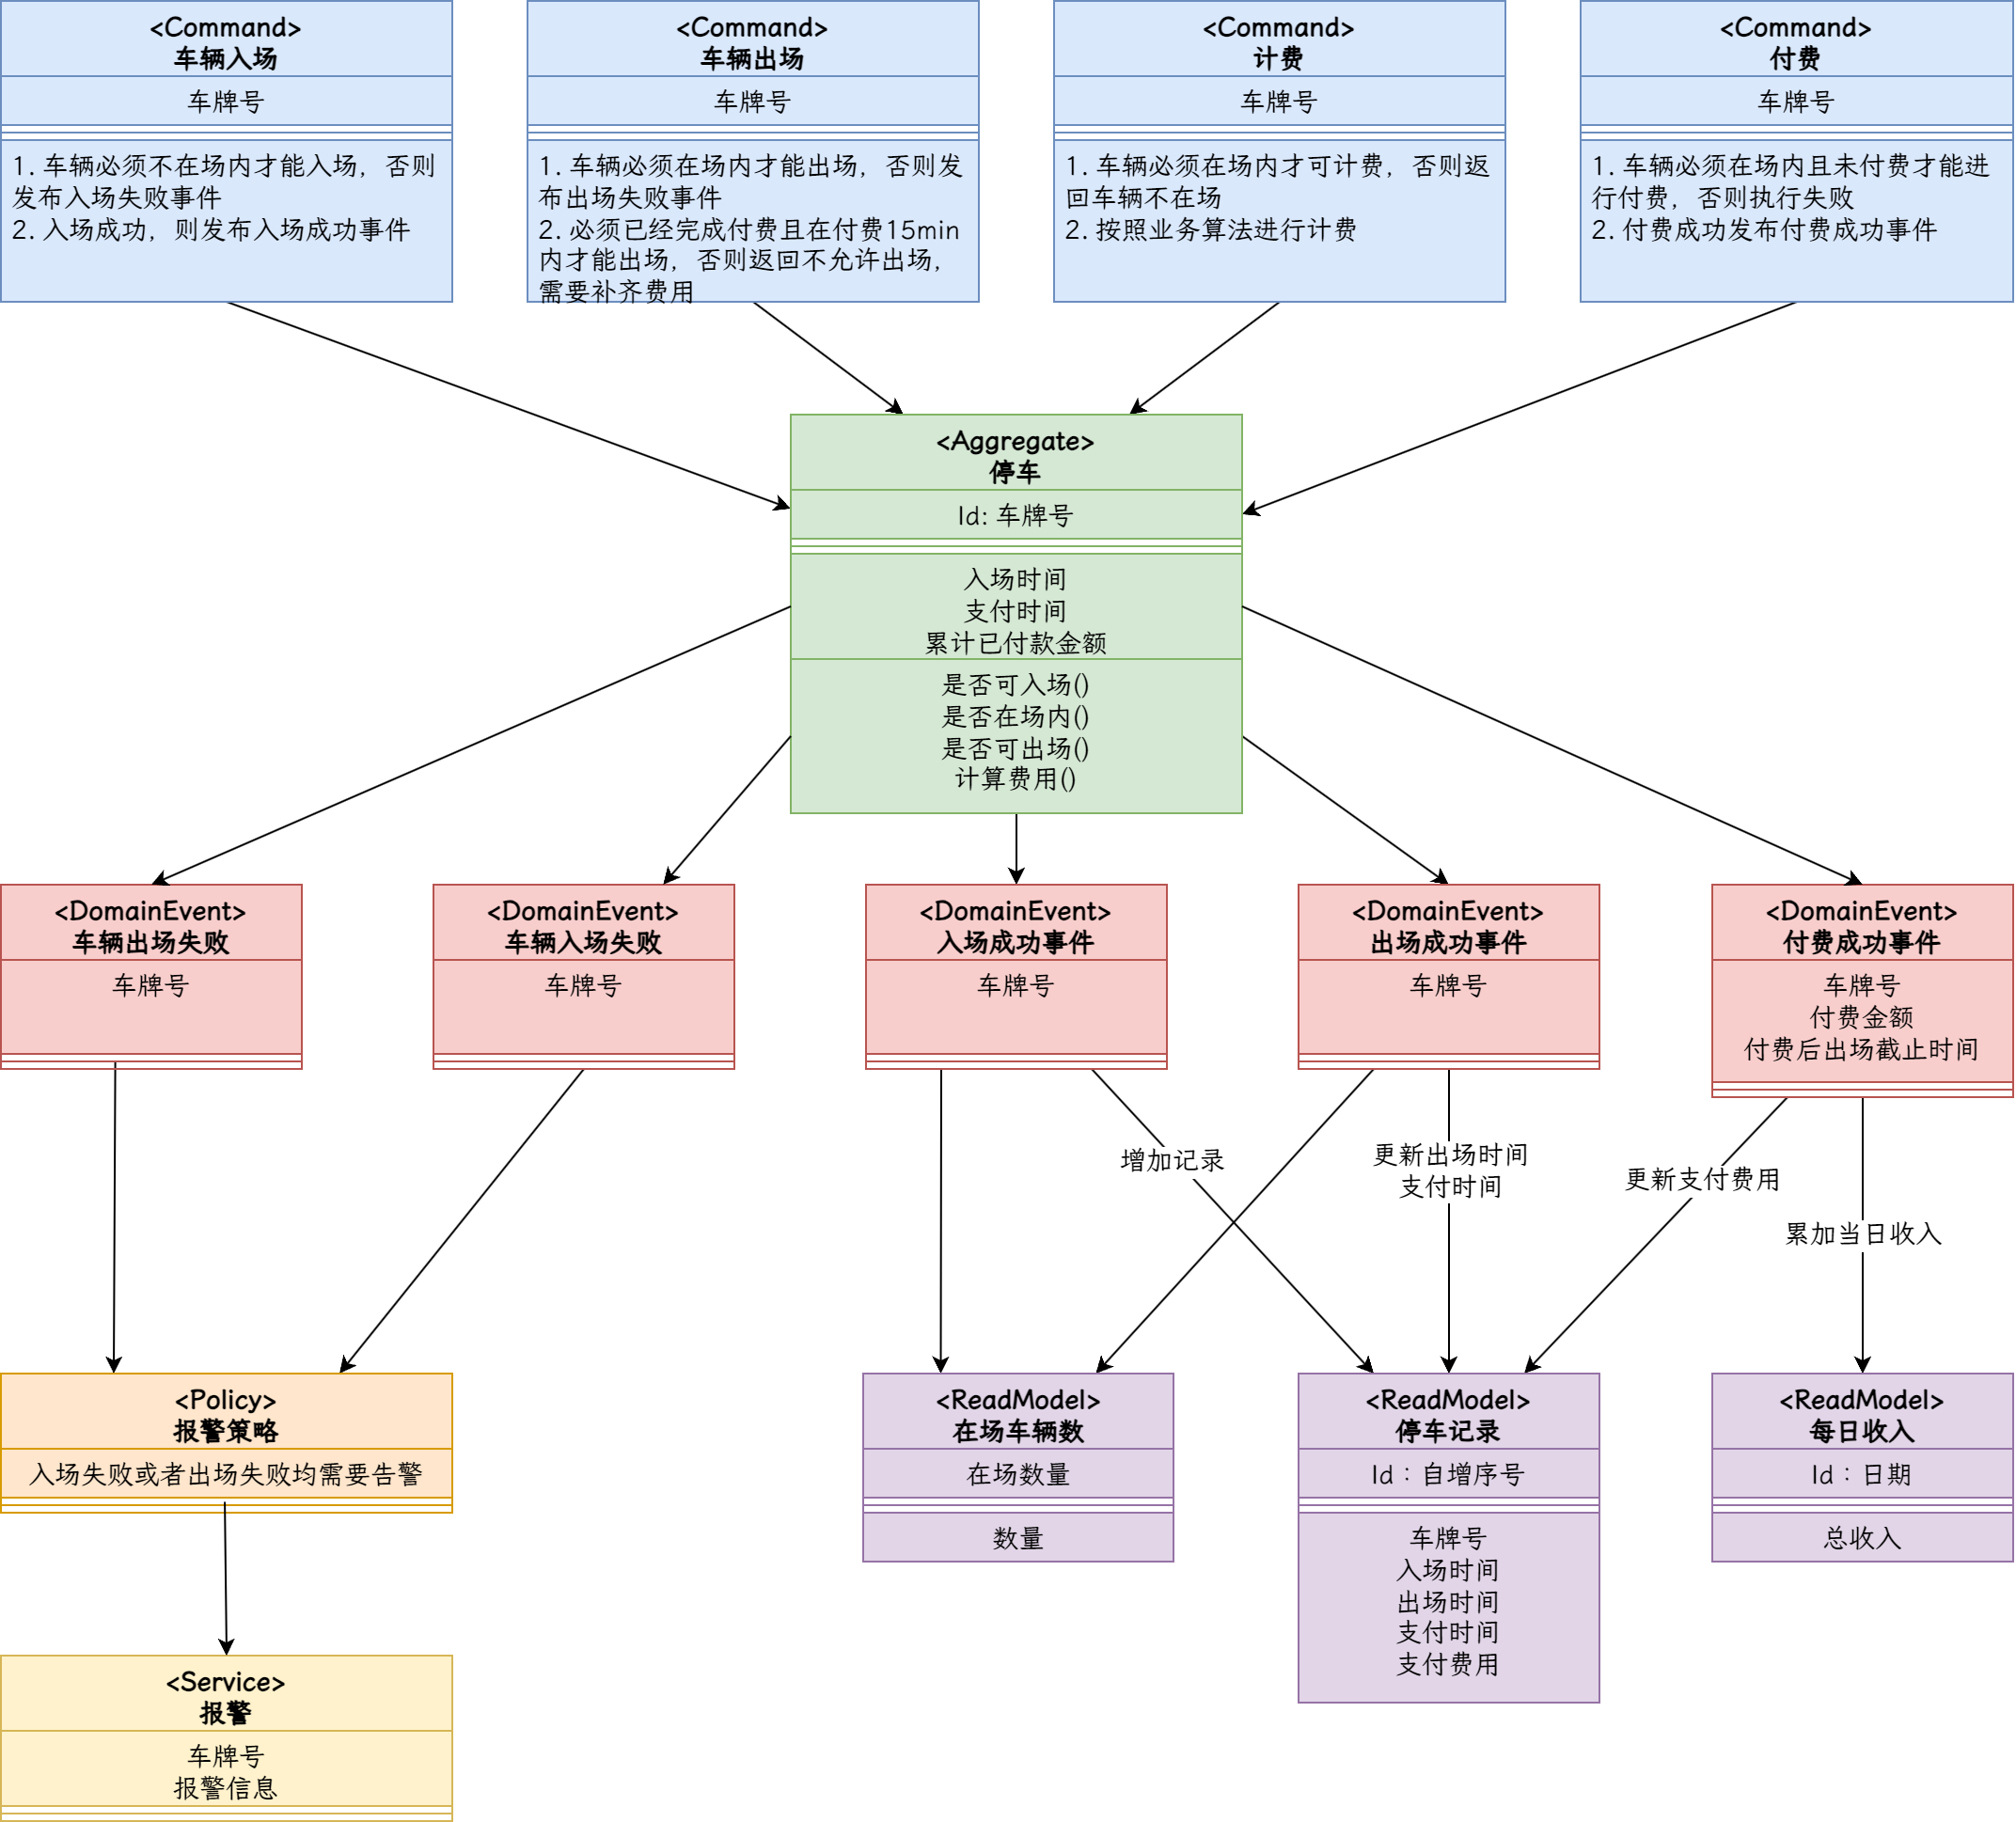 <Command>
车辆入场
车牌号
1. 车辆必须不在场内才能入场，否则
发布入场失败事件
2. 入场成功，则发布入场成功事件
<Command>
车辆出场
车牌号
1. 车辆必须在场内才能出场，否则发
布出场失败事件
2. 必须已经完成付费且在付费15min
内才能出场，否则返回不允许出场，
需要补齐费用
<Command>
计费
车牌号
1. 车辆必须在场内才可计费，否则返
回车辆不在场
2. 按照业务算法进行计费
<Command>
付费
车牌号
1. 车辆必须在场内且未付费才能进
行付费，否则执行失败
2. 付费成功发布付费成功事件
<Aggregate>
停车
Id: 车牌号
入场时间
支付时间
累计已付款金额
是否可入场()
是否在场内()
是否可出场()
计算费用()
<DomainEvent>
车辆出场失败
车牌号
<DomainEvent>
车辆入场失败
车牌号
<DomainEvent>
入场成功事件
车牌号
<DomainEvent>
出场成功事件
车牌号
<DomainEvent>
付费成功事件
车牌号
付费金额
付费后出场截止时间
增加记录
更新出场时间
支付时间
更新支付费用
累加当日收入
<Policy>
报警策略
入场失败或者出场失败均需要告警
<ReadModel>
在场车辆数
在场数量
数量
<ReadModel>
停车记录
Id：自增序号
车牌号
入场时间
出场时间
支付时间
支付费用
<ReadModel>
每日收入
Id：日期
总收入
<Service>
报警
车牌号
报警信息